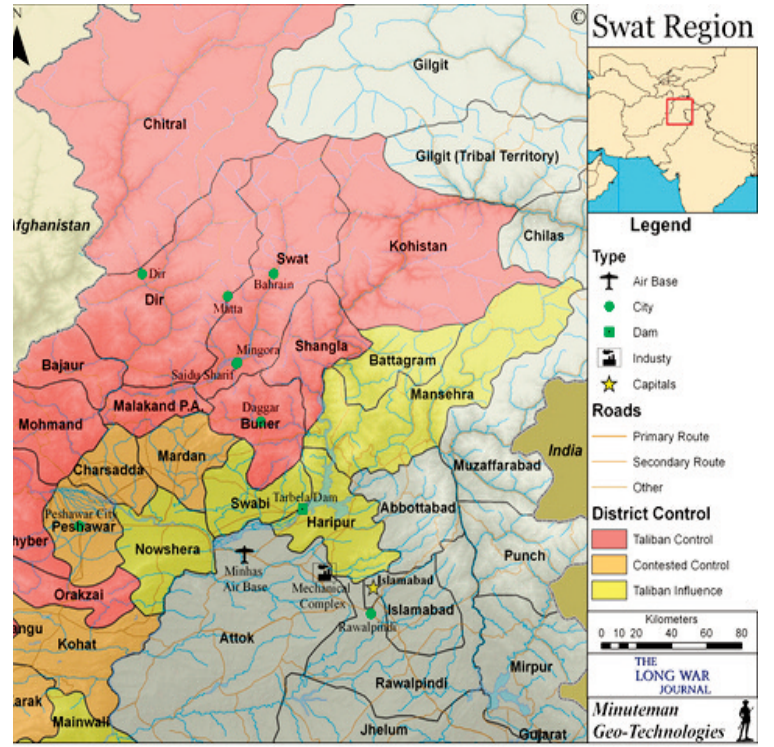 N
©
Swat Region
Gilgit
Chitral
Gilgit (Tribal Territory)
Afghanistan
Chilas
Kohistan
Swat
Dir
Bahrain
Dir
Matta
Shangla
Mingora
Battagram
Bajaur
Saidu Sharif
Mansehra
Malakand P.A.
Daggar
Buner
Mohmand
India
Mardan
Muzaffarabad
Charsadda
Swabi
Tarbela Dam
Abbottabad
Peshawar City
Peshawar
Haripur
Nowshera
hyber
Punch
Minhas
Air Base
Mechanical
Complex
Islamabad
Orakzai
Islamabad
Rawalpindi
angu
Attok
Kohat
Mirpur
Rawalpindi
arak
Mainwali
Jhelum
Gujarat
Legend
Type
Air Base
City
Dam
Industy
Capitals
Roads
Primary Route
Secondary Route
Other
District Control
Taliban Control
Contested Control
Taliban Influence
Kilometers
0 10 20 40 60 80
THE
LONG WAR
JOURNAL
Minuteman
Geo-Technologies